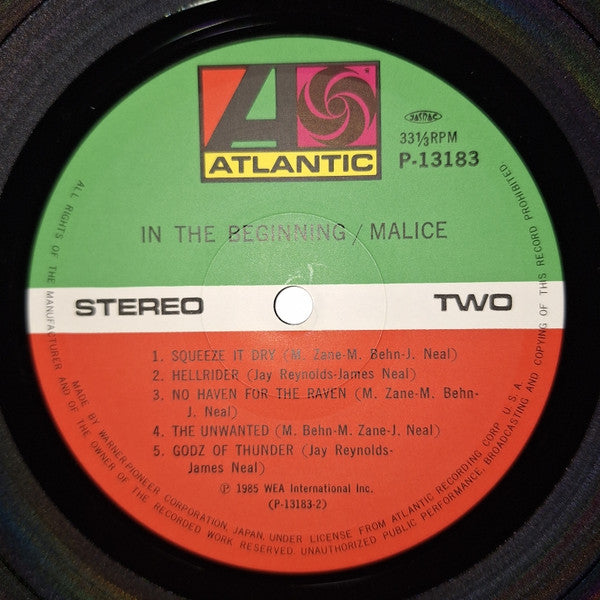 ATLANTIC
JASRAC
33⅓RPM
P-13183
IN THE BEGINNING / MALICE
STEREO
TWO
1. SQUEEZE IT DRY (M. Zane-M. Behn-J. Neal)
2. HELLRIDER (Jay Reynolds-James Neal)
3. NO HAVEN FOR THE RAVEN (M. Zane-M. Behn-
J. Neal)
4. THE UNWANTED (M. Behn-M. Zane-J. Neal)
5. GODZ OF THUNDER (Jay Reynolds-
James Neal)
Ⓟ 1985 WEA International Inc.
(P-13183-2)
ALL RIGHTS OF THE MANUFACTURER AND OF THE OWNER OF THE RECORDED WORK RESERVED. UNAUTHORIZED PUBLIC PERFORMANCE, BROADCASTING AND COPYING OF THIS RECORD PROHIBITED.
MADE BY WARNER-PIONEER CORPORATION, JAPAN, UNDER LICENSE FROM ATLANTIC RECORDING CORP. U.S.A.